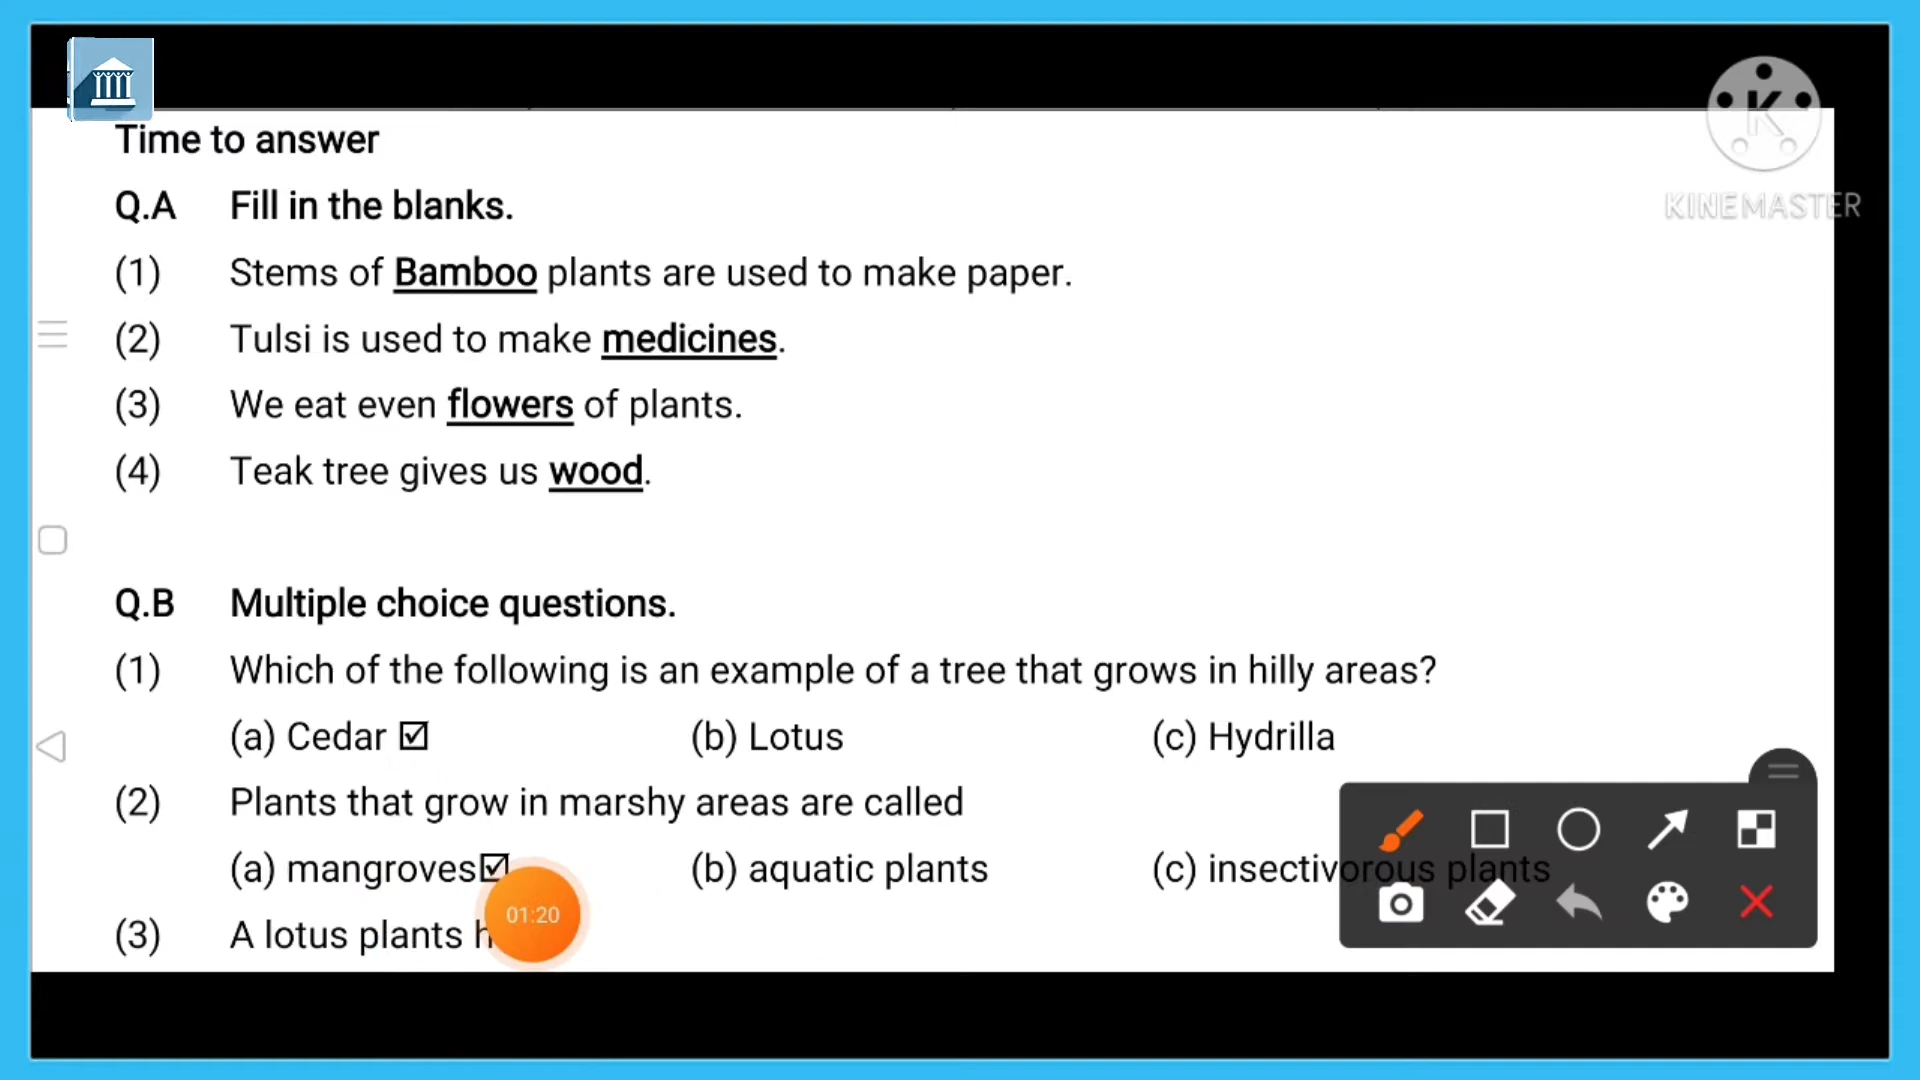 KINEMASTER
Time to answer
Q.A Fill in the blanks.
(1) Stems of Bamboo plants are used to make paper.
(2) Tulsi is used to make medicines.
(3) We eat even flowers of plants.
(4) Teak tree gives us wood.
Q.B Multiple choice questions.
(1) Which of the following is an example of a tree that grows in hilly areas?
(a) Cedar ☑ (b) Lotus (c) Hydrilla
(2) Plants that grow in marshy areas are called
(a) mangroves☑ (b) aquatic plants (c) insectivorous plants
(3) A lotus plants
01:20